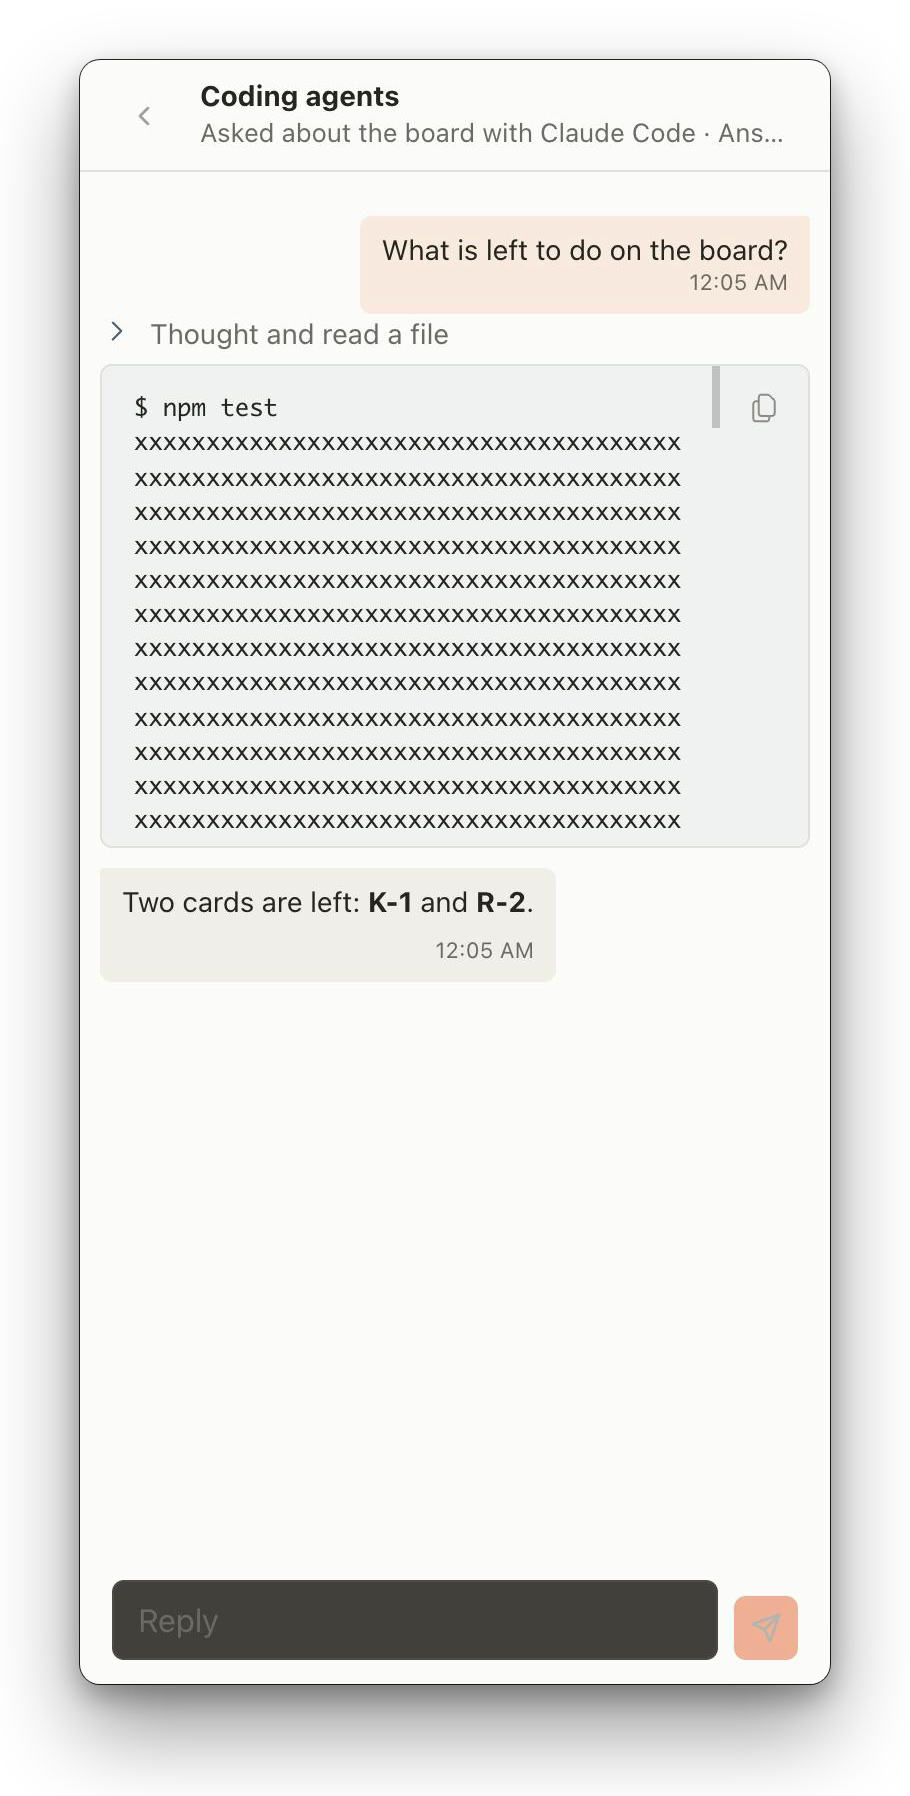 Coding agents
Asked about the board with Claude Code · Ans...
What is left to do on the board?
12:05 AM
Thought and read a file
$ npm test
xxxxxxxxxxxxxxxxxxxxxxxxxxxxxxxxxxxxxx
xxxxxxxxxxxxxxxxxxxxxxxxxxxxxxxxxxxxxx
xxxxxxxxxxxxxxxxxxxxxxxxxxxxxxxxxxxxxx
xxxxxxxxxxxxxxxxxxxxxxxxxxxxxxxxxxxxxx
xxxxxxxxxxxxxxxxxxxxxxxxxxxxxxxxxxxxxx
xxxxxxxxxxxxxxxxxxxxxxxxxxxxxxxxxxxxxx
xxxxxxxxxxxxxxxxxxxxxxxxxxxxxxxxxxxxxx
xxxxxxxxxxxxxxxxxxxxxxxxxxxxxxxxxxxxxx
xxxxxxxxxxxxxxxxxxxxxxxxxxxxxxxxxxxxxx
xxxxxxxxxxxxxxxxxxxxxxxxxxxxxxxxxxxxxx
xxxxxxxxxxxxxxxxxxxxxxxxxxxxxxxxxxxxxx
xxxxxxxxxxxxxxxxxxxxxxxxxxxxxxxxxxxxxx
Two cards are left: K-1 and R-2.
12:05 AM
Reply